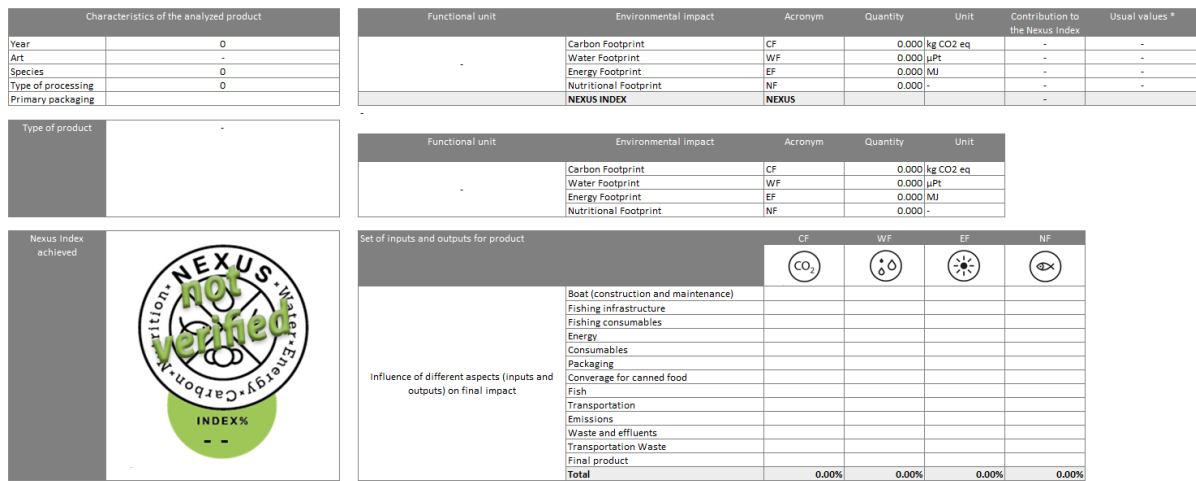 Characteristics of the analyzed product
Year 0
Art -
Species 0
Type of processing 0
Primary packaging
Type of product -
Nexus Index
achieved
NEXUS × Water × Energy × Carbon × Nutrition
not
verified
INDEX%
- -
Functional unit Environmental impact Acronym Quantity Unit Contribution to the Nexus Index Usual values *
-
Carbon Footprint CF 0.000 kg CO2 eq - -
Water Footprint WF 0.000 µPt - -
Energy Footprint EF 0.000 MJ - -
Nutritional Footprint NF 0.000 - - -
NEXUS INDEX NEXUS -
-
Functional unit Environmental impact Acronym Quantity Unit
-
Carbon Footprint CF 0.000 kg CO2 eq
Water Footprint WF 0.000 µPt
Energy Footprint EF 0.000 MJ
Nutritional Footprint NF 0.000 -
Set of inputs and outputs for product CF WF EF NF
CO2
Influence of different aspects (inputs and
outputs) on final impact
Boat (construction and maintenance)
Fishing infrastructure
Fishing consumables
Energy
Consumables
Packaging
Converage for canned food
Fish
Transportation
Emissions
Waste and effluents
Transportation Waste
Final product
Total 0.00% 0.00% 0.00% 0.00%